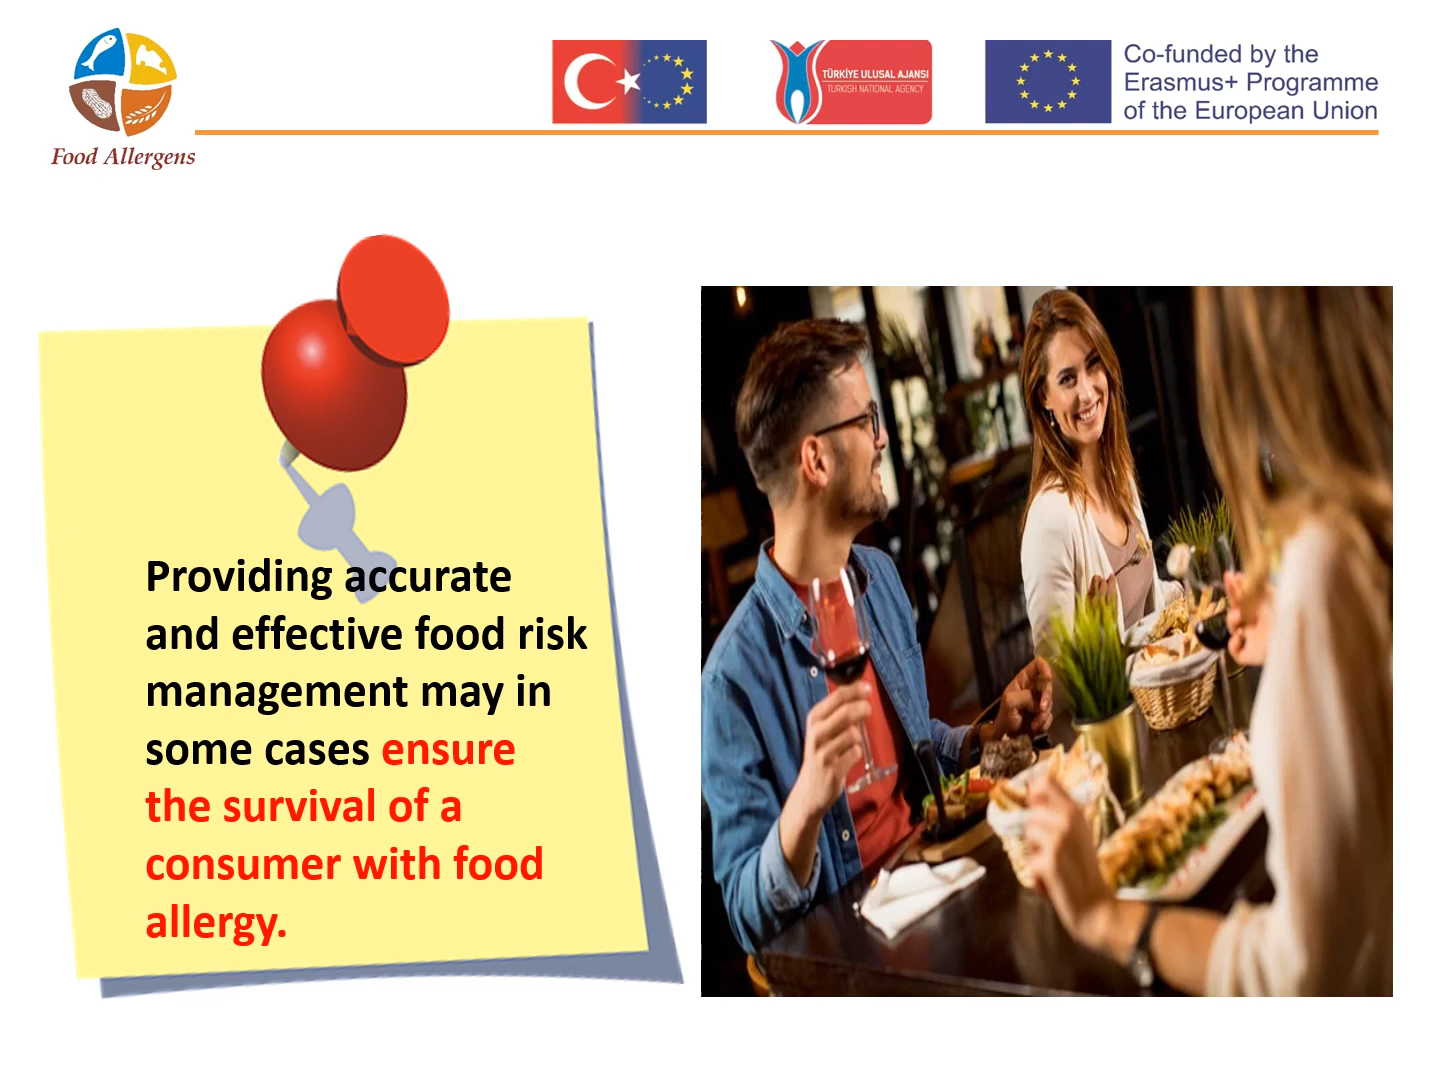 Food Allergens
TÜRKİYE ULUSAL AJANSI
TURKISH NATIONAL AGENCY
Co-funded by the
Erasmus+ Programme
of the European Union
Providing accurate
and effective food risk
management may in
some cases ensure
the survival of a
consumer with food
allergy.